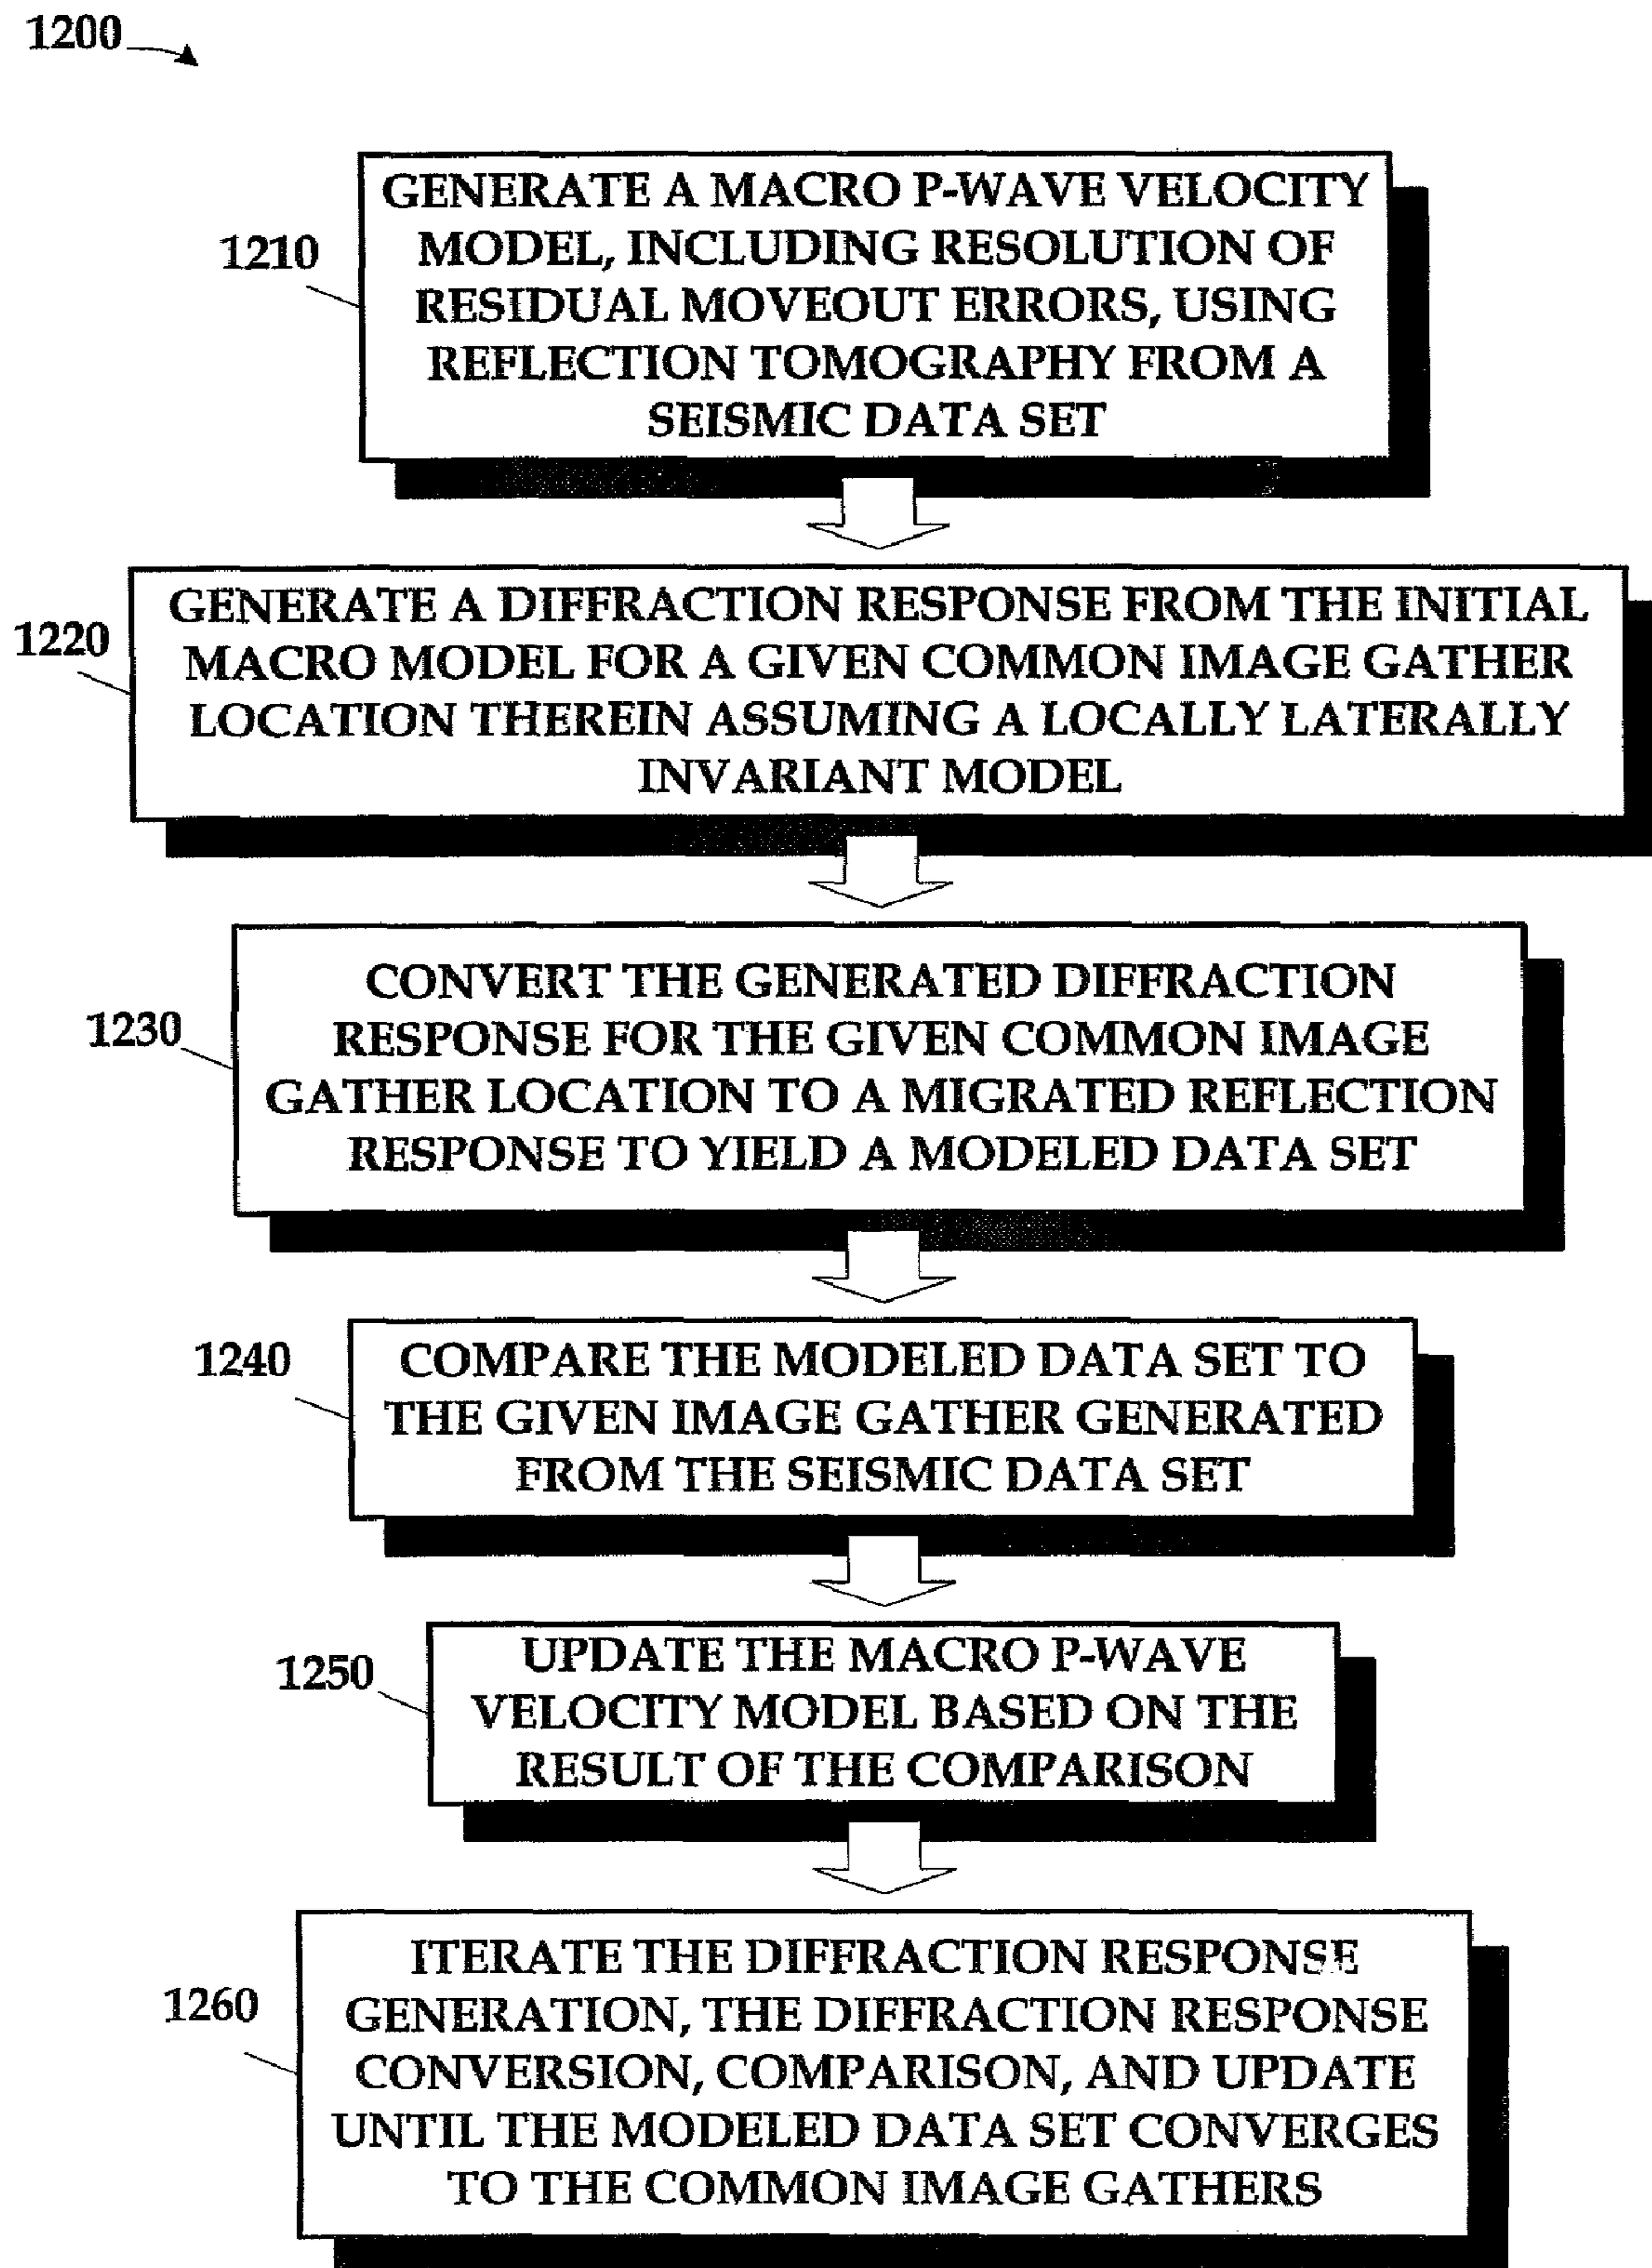 1200
1210
GENERATE A MACRO P-WAVE VELOCITY
MODEL, INCLUDING RESOLUTION OF
RESIDUAL MOVEOUT ERRORS, USING
REFLECTION TOMOGRAPHY FROM A
SEISMIC DATA SET
1220
GENERATE A DIFFRACTION RESPONSE FROM THE INITIAL
MACRO MODEL FOR A GIVEN COMMON IMAGE GATHER
LOCATION THEREIN ASSUMING A LOCALLY LATERALLY
INVARIANT MODEL
1230
CONVERT THE GENERATED DIFFRACTION
RESPONSE FOR THE GIVEN COMMON IMAGE
GATHER LOCATION TO A MIGRATED REFLECTION
RESPONSE TO YIELD A MODELED DATA SET
1240
COMPARE THE MODELED DATA SET TO
THE GIVEN IMAGE GATHER GENERATED
FROM THE SEISMIC DATA SET
1250
UPDATE THE MACRO P-WAVE
VELOCITY MODEL BASED ON THE
RESULT OF THE COMPARISON
1260
ITERATE THE DIFFRACTION RESPONSE
GENERATION, THE DIFFRACTION RESPONSE
CONVERSION, COMPARISON, AND UPDATE
UNTIL THE MODELED DATA SET CONVERGES
TO THE COMMON IMAGE GATHERS